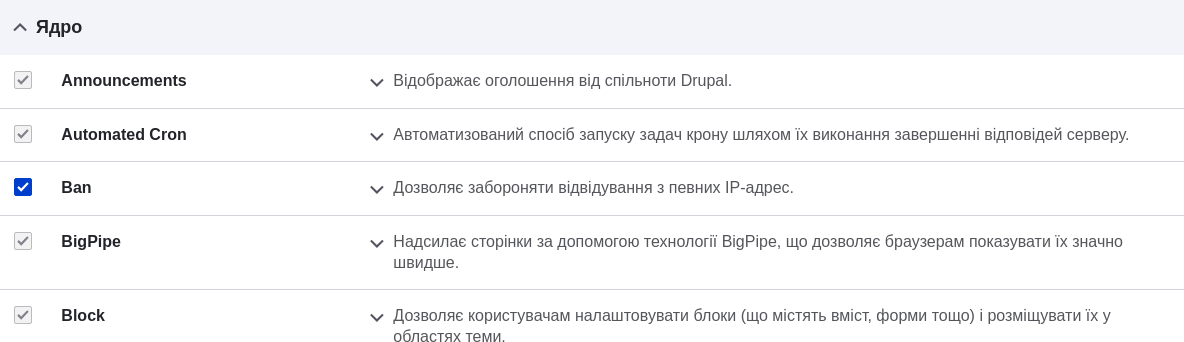 Ядро
Announcements
Відображає оголошення від спільноти Drupal.
Automated Cron
Автоматизований спосіб запуску задач крону шляхом їх виконання завершенні відповідей серверу.
Ban
Дозволяє забороняти відвідування з певних IP-адрес.
BigPipe
Надсилає сторінки за допомогою технології BigPipe, що дозволяє браузерам показувати їх значно
швидше.
Block
Дозволяє користувачам налаштовувати блоки (що містять вміст, форми тощо) і розміщувати їх у
областях теми.